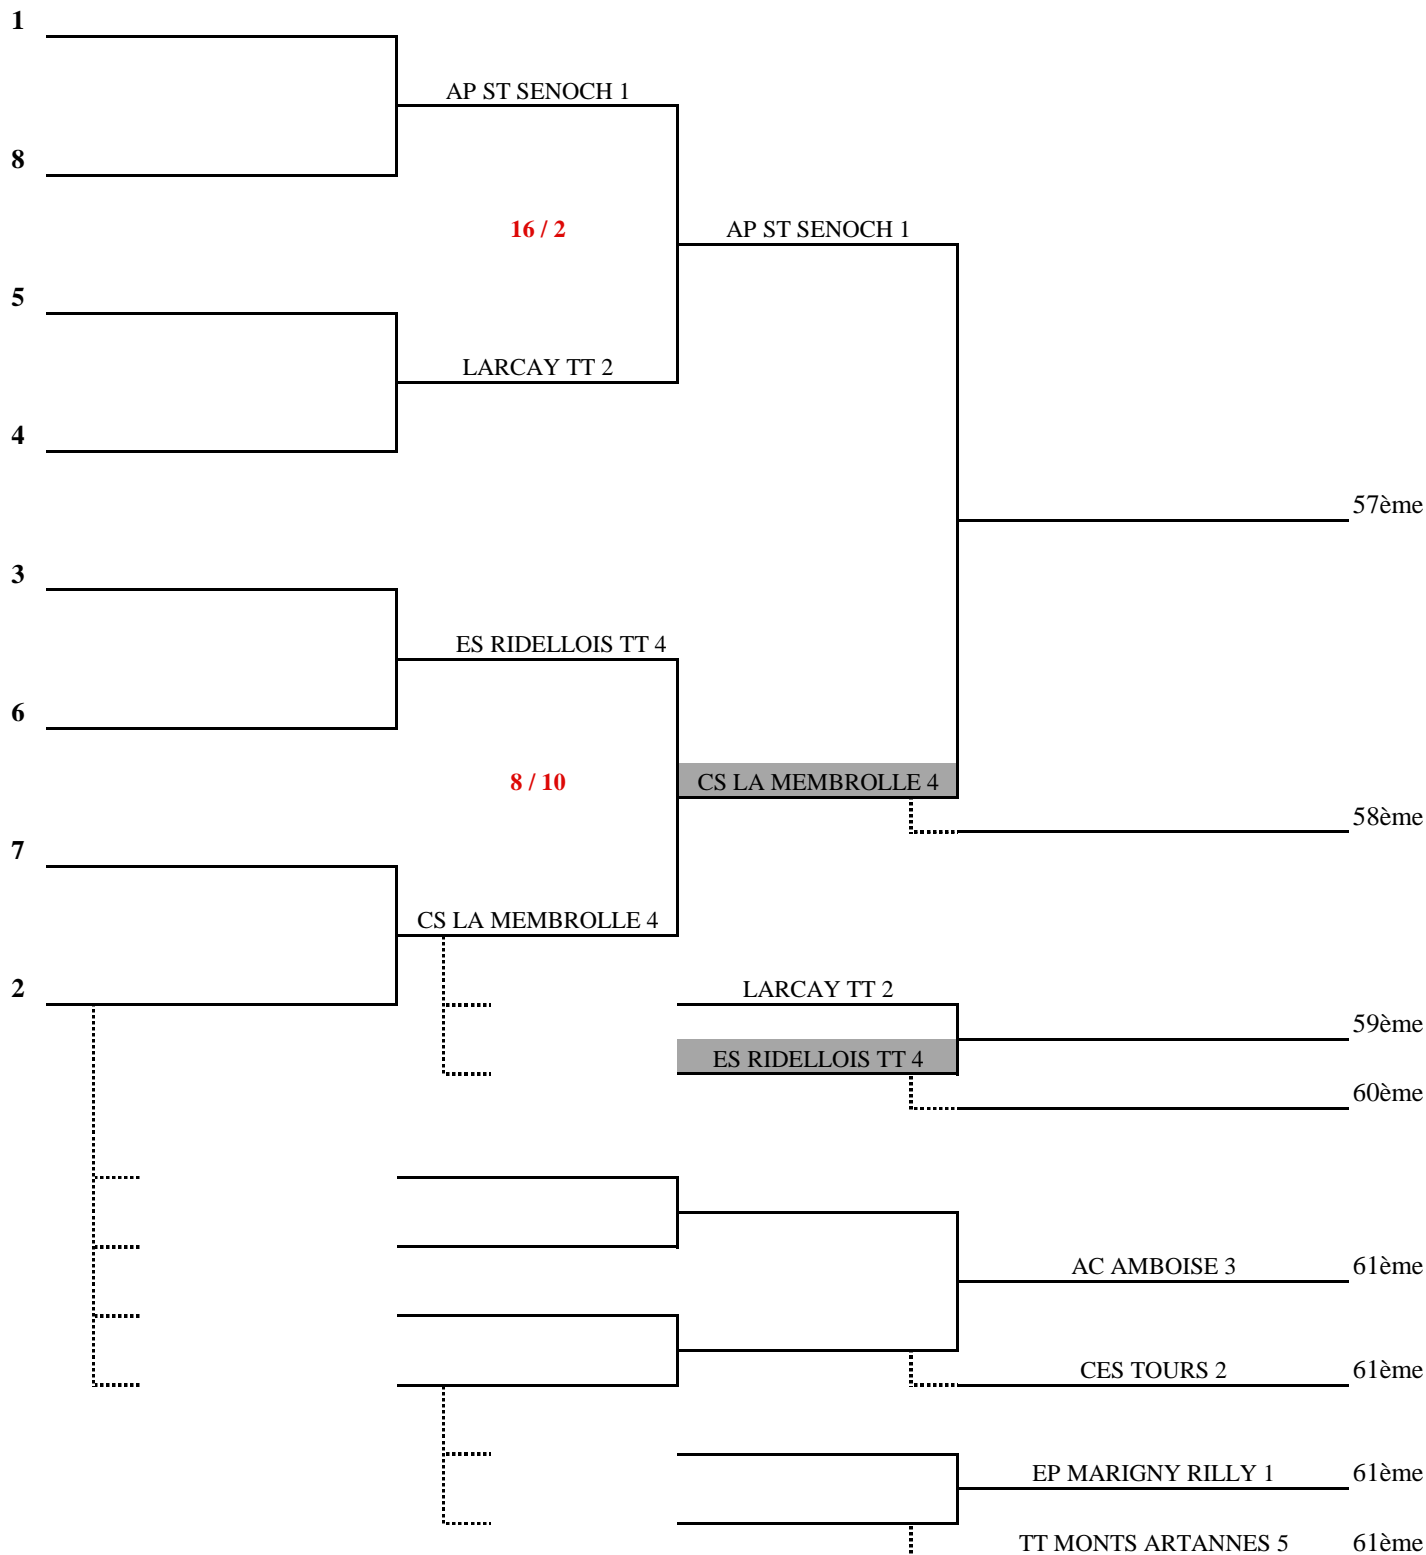 1
AP ST SENOCH 1
8
16 / 2
AP ST SENOCH 1
5
LARCAY TT 2
4
57ème
3
ES RIDELLOIS TT 4
6
8 / 10
CS LA MEMBROLLE 4
58ème
7
CS LA MEMBROLLE 4
2
LARCAY TT 2
59ème
ES RIDELLOIS TT 4
60ème
AC AMBOISE 3
61ème
CES TOURS 2
61ème
EP MARIGNY RILLY 1
61ème
TT MONTS ARTANNES 5
61ème